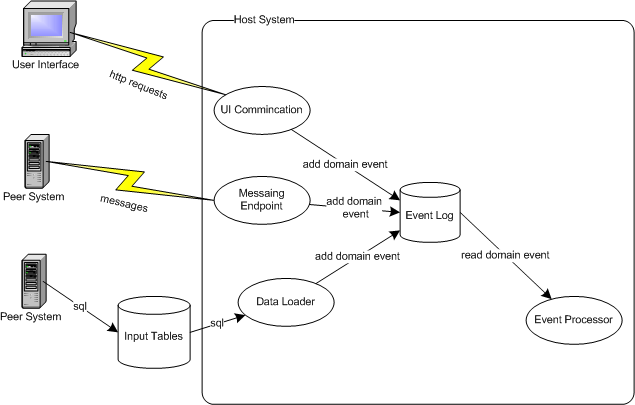 Host System
User Interface
http requests
UI Commincation
add domain event
Peer System
messages
Messaing
Endpoint
add domain
event
Event Log
read domain event
add domain event
Peer System
sql
Input Tables
sql
Data Loader
Event Processor